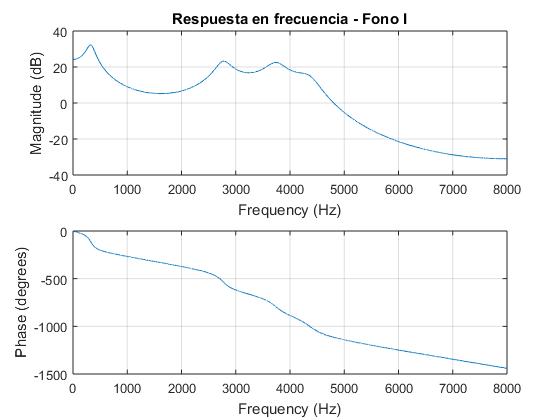 Respuesta en frecuencia - Fono I
Magnitude (dB)
40
20
0
-20
-40
0 1000 2000 3000 4000 5000 6000 7000 8000
Frequency (Hz)
Phase (degrees)
0
-500
-1000
-1500
0 1000 2000 3000 4000 5000 6000 7000 8000
Frequency (Hz)